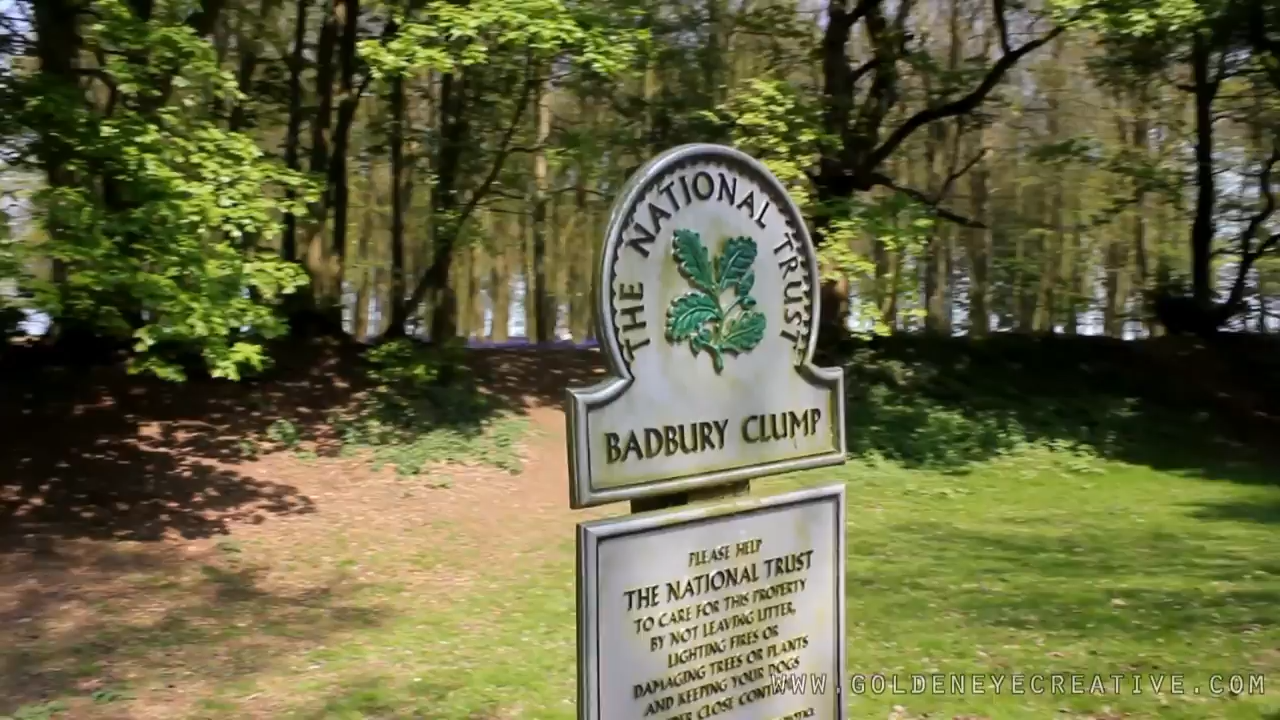 THE NATIONAL TRUST
BADBURY CLUMP
PLEASE HELP
THE NATIONAL TRUST
TO CARE FOR THIS PROPERTY
BY NOT LEAVING LITTER,
LIGHTING FIRES OR
DAMAGING TREES OR PLANTS
AND KEEPING YOUR DOGS
CLOSE
WWW.GOLDENEYECREATIVE.COM